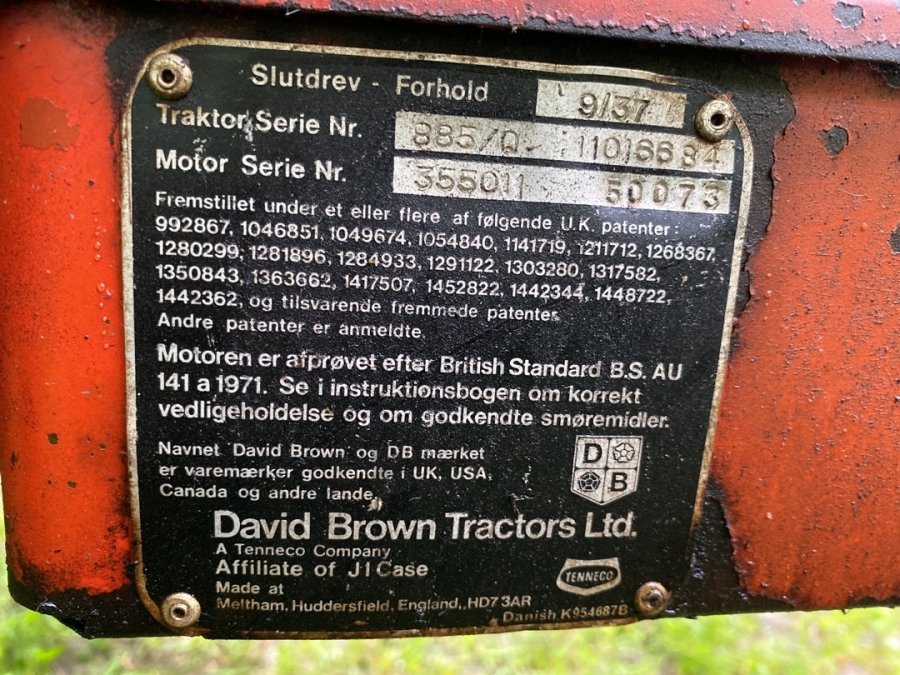 Slutdrev - Forhold 9/37
Traktor Serie Nr. 885/Q 11016684
Motor Serie Nr. 355011 50073
Fremstillet under et eller flere af følgende U.K. patenter:
992867, 1046851, 1049674, 1054840, 1141719, 1211712, 1268367,
1280299, 1281896, 1284933, 1291122, 1303280, 1317582,
1350843, 1363662, 1417507, 1452822, 1442344, 1448722,
1442362, og tilsvarende fremmede patenter.
Andre patenter er anmeldte.
Motoren er afprøvet efter British Standard B.S. AU
141 a 1971. Se i instruktionsbogen om korrekt
vedligeholdelse og om godkendte smøremidler.
Navnet David Brown og DB mærket
er varemærker godkendte i UK, USA,
Canada og andre lande.
D
B
David Brown Tractors Ltd.
A Tenneco Company
Affiliate of J I Case
TENNECO
Made at
Meltham, Huddersfield, England, HD7 3AR
Danish K954687B